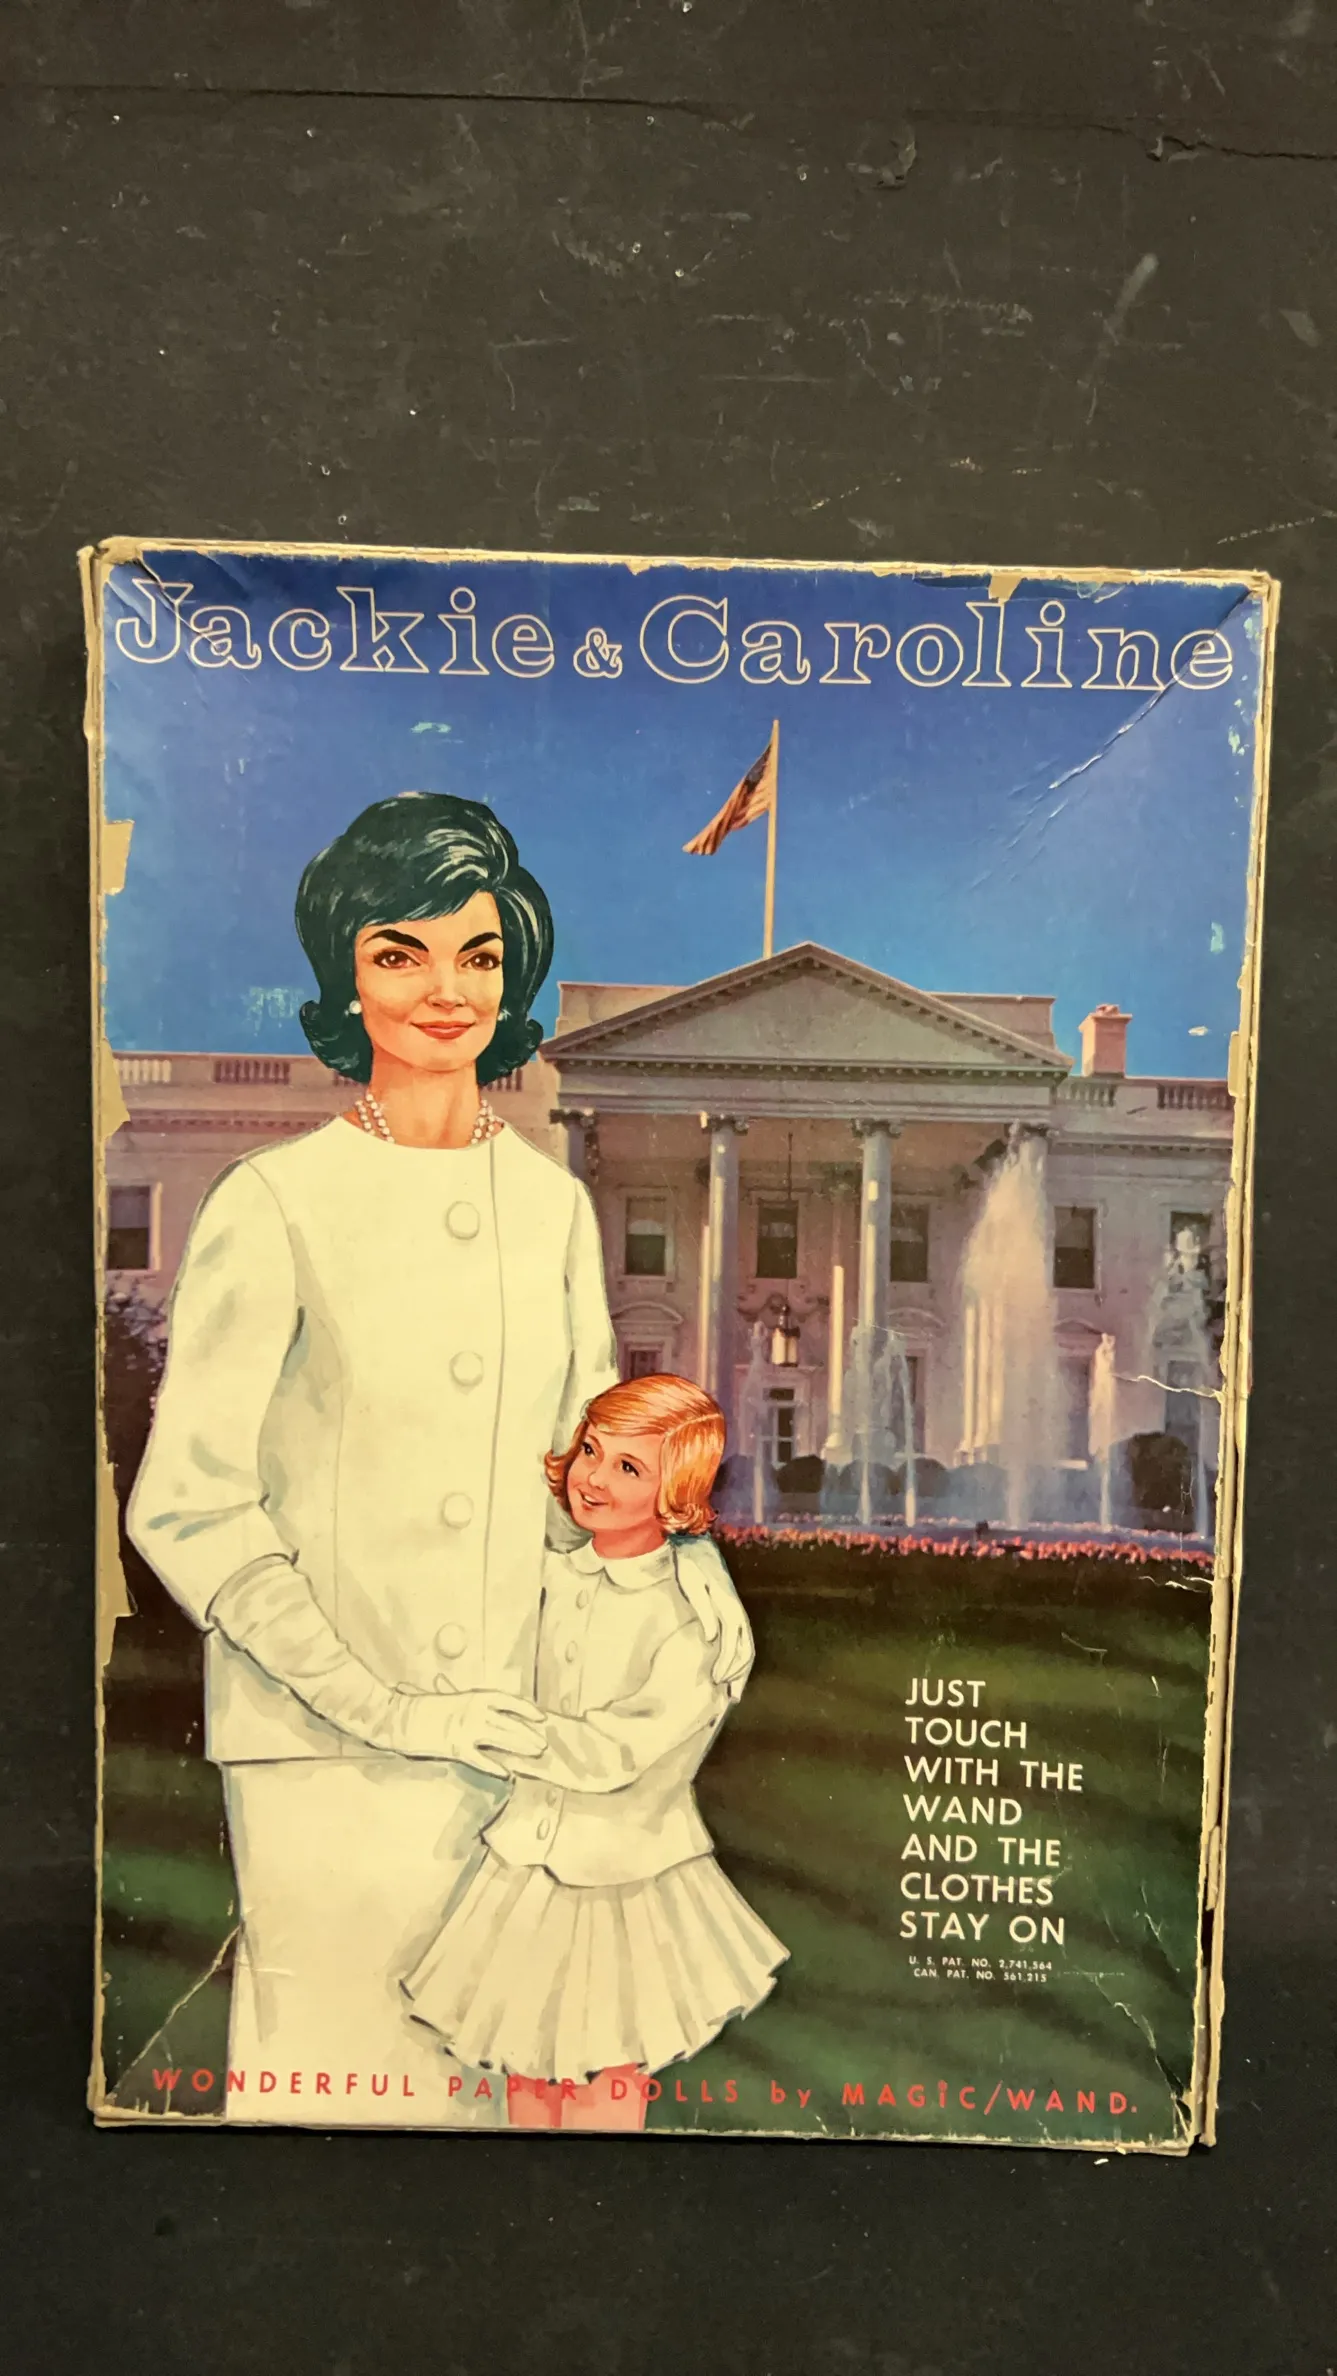 Jackie & Caroline
JUST
TOUCH
WITH THE
WAND
AND THE
CLOTHES
STAY ON
U. S. PAT. NO. 2,741,564
CAN. PAT. NO. 561,215
WONDERFUL PAPER DOLLS by MAGIC/WAND.